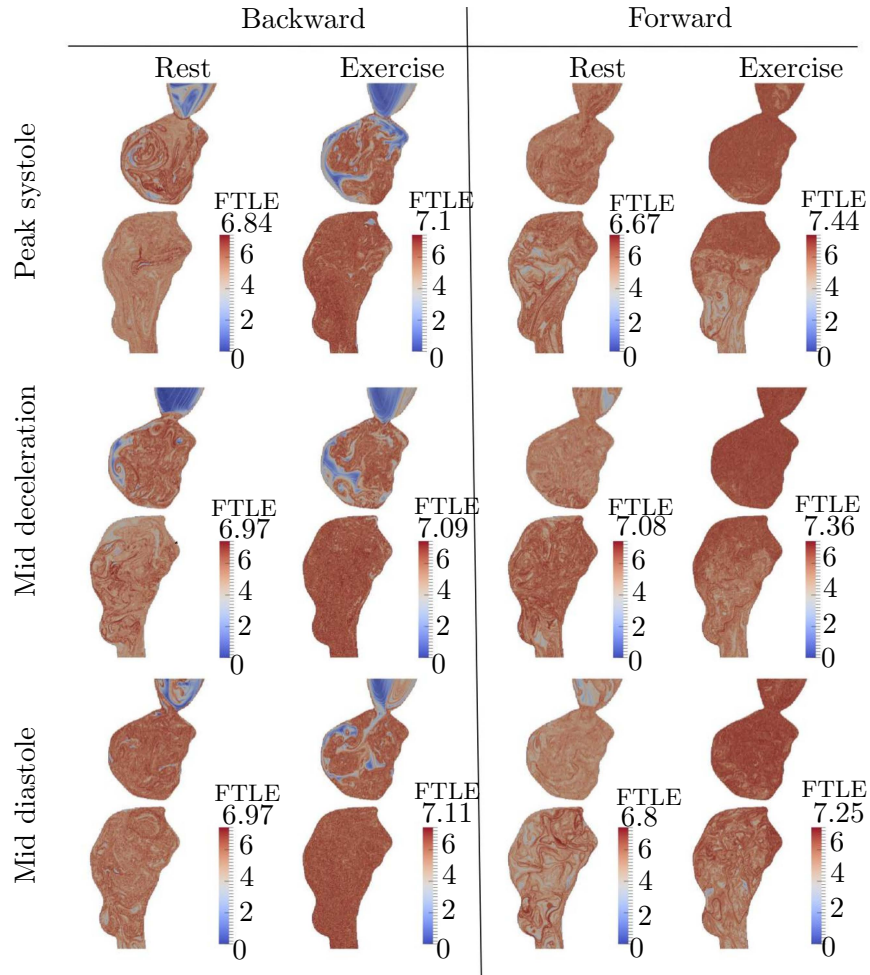 Backward Forward
Rest Exercise Rest Exercise
Peak systole
FTLE FTLE FTLE FTLE
6.84 7.1 6.67 7.44
6 6 6 6
4 4 4 4
2 2 2 2
0 0 0 0
Mid deceleration
FTLE FTLE FTLE FTLE
6.97 7.09 7.08 7.36
6 6 6 6
4 4 4 4
2 2 2 2
0 0 0 0
Mid diastole
FTLE FTLE FTLE FTLE
6.97 7.11 6.8 7.25
6 6 6 6
4 4 4 4
2 2 2 2
0 0 0 0